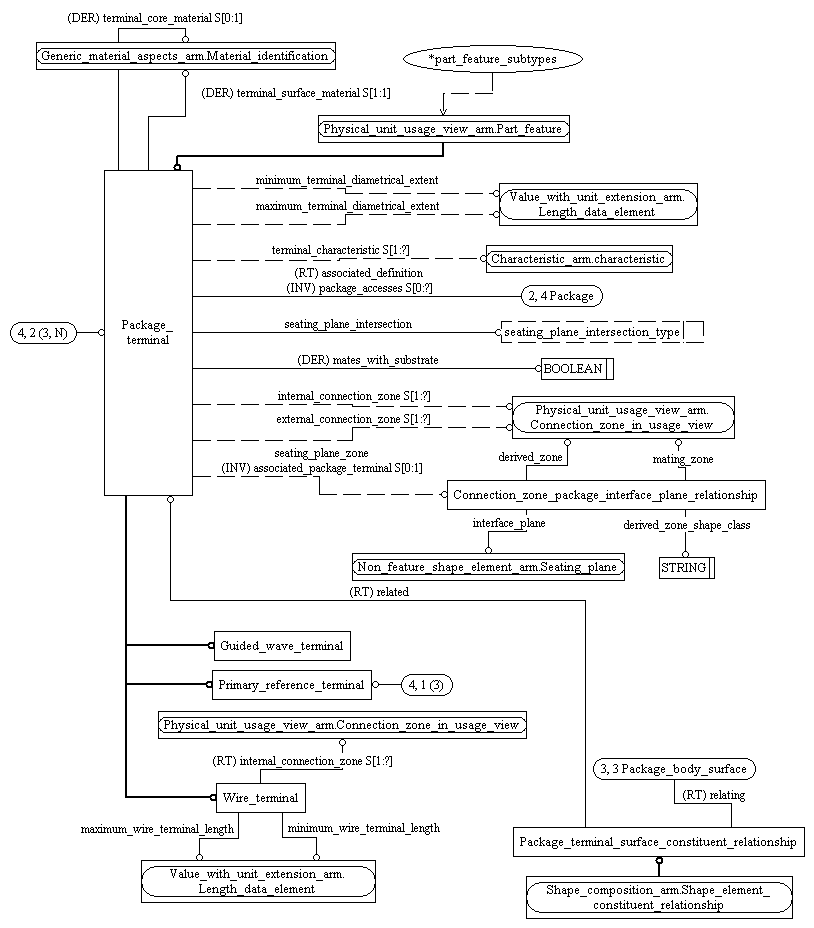 (DER) terminal_core_material S[0:1]
Generic_material_aspects_arm.Material_identification
*part_feature_subtypes
(DER) terminal_surface_material S[1:1]
Physical_unit_usage_view_arm.Part_feature
minimum_terminal_diametrical_extent
Value_with_unit_extension_arm.
Length_data_element
maximum_terminal_diametrical_extent
terminal_characteristic S[1:?]
Characteristic_arm.characteristic
(RT) associated_definition
(INV) package_accesses S[0:?]
2, 4 Package
4, 2 (3, N)
Package_
terminal
seating_plane_intersection
seating_plane_intersection_type
(DER) mates_with_substrate
BOOLEAN
internal_connection_zone S[1:?]
external_connection_zone S[1:?]
Physical_unit_usage_view_arm.
Connection_zone_in_usage_view
seating_plane_zone
(INV) associated_package_terminal S[0:1]
derived_zone
mating_zone
Connection_zone_package_interface_plane_relationship
interface_plane
derived_zone_shape_class
Non_feature_shape_element_arm.Seating_plane
STRING
(RT) related
Guided_wave_terminal
Primary_reference_terminal
4, 1 (3)
Physical_unit_usage_view_arm.Connection_zone_in_usage_view
(RT) internal_connection_zone S[1:?]
3, 3 Package_body_surface
Wire_terminal
(RT) relating
maximum_wire_terminal_length
minimum_wire_terminal_length
Package_terminal_surface_constituent_relationship
Value_with_unit_extension_arm.
Length_data_element
Shape_composition_arm.Shape_element_
constituent_relationship